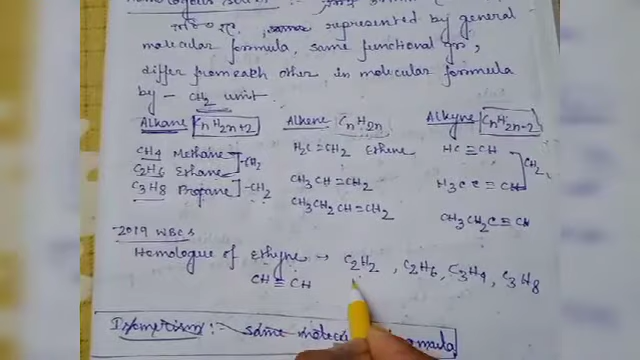 Homologous series :-
same represented by general
molecular formula, same functional gr,
differ from each other in molecular formula
by - CH2 unit.
Alkane CnH2n+2 Alkene CnH2n Alkyne CnH2n-2
CH4 Methane
C2H6 Ethane
C3H8 Propane
-CH2
-CH2
H2C=CH2 Ethene
CH3CH=CH2
CH3CH2CH=CH2
HC≡CH
H3CC≡CH
CH2
CH3CH2C≡CH
-2019 WBCS
Homologue of Ethyne → C2H2, C2H6, C3H4, C3H8
CH≡CH
Isomerism :- same molecular formula